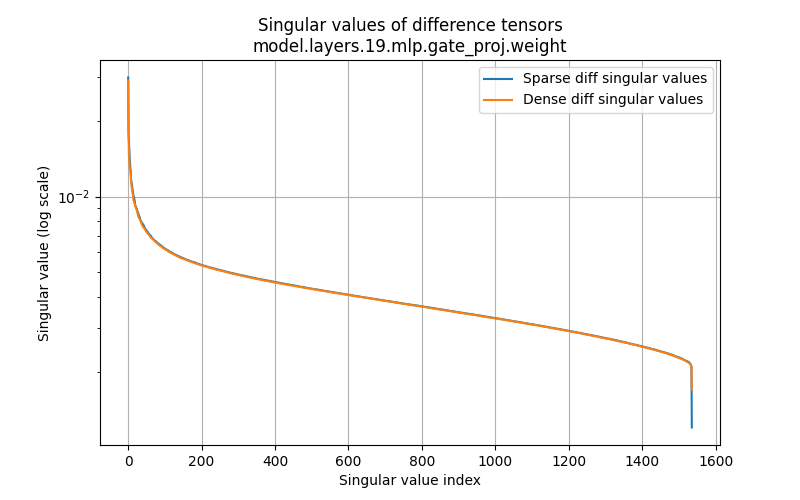 Singular values of difference tensors
model.layers.19.mlp.gate_proj.weight
Sparse diff singular values
Dense diff singular values
10⁻²
Singular value (log scale)
0 200 400 600 800 1000 1200 1400 1600
Singular value index